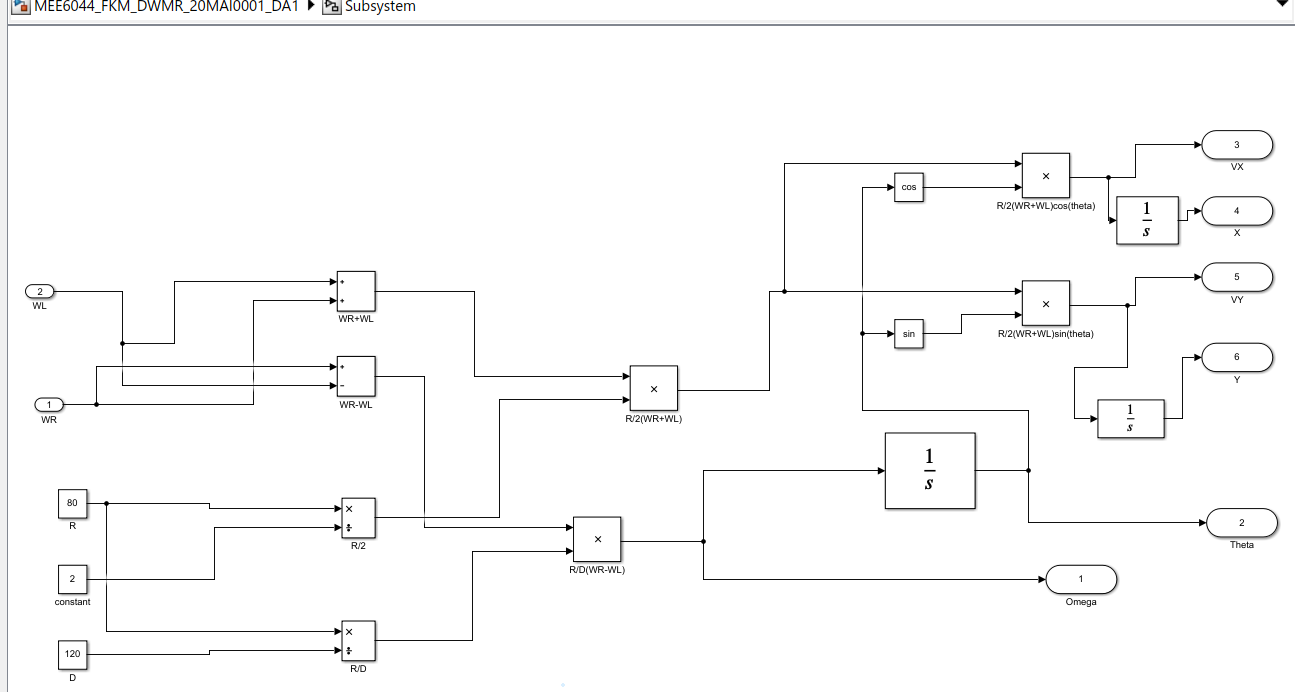 MEE6044_FKM_DWMR_20MAI0001_DA1 Subsystem
3
VX
cos
×
R/2(WR+WL)cos(theta)
1
s
4
X
2
WL
+
+
WR+WL
5
VY
sin
×
R/2(WR+WL)sin(theta)
6
Y
1
s
1
WR
+
−
WR-WL
×
R/2(WR+WL)
1
s
80
R
×
÷
R/2
2
constant
×
R/D(WR-WL)
2
Theta
1
Omega
120
D
×
÷
R/D